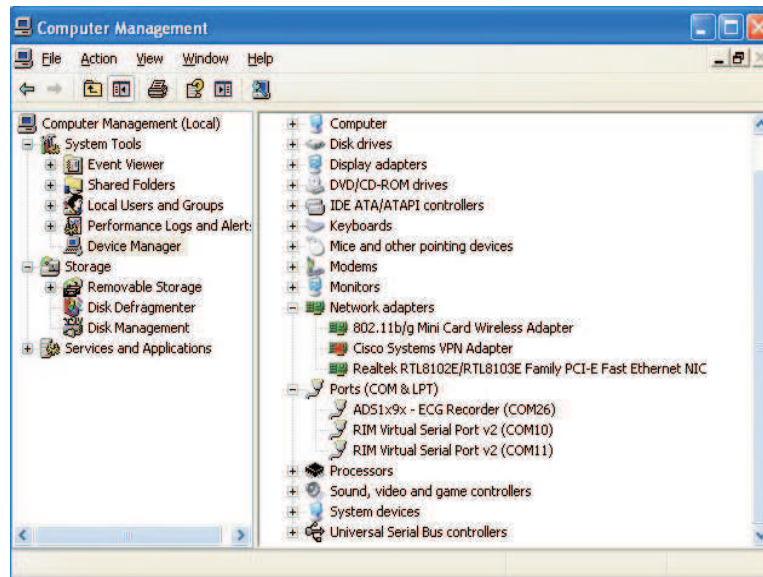 Computer Management
File Action View Window Help
Computer Management (Local)
System Tools
Event Viewer
Shared Folders
Local Users and Groups
Performance Logs and Alert:
Device Manager
Storage
Removable Storage
Disk Defragmenter
Disk Management
Services and Applications
Computer
Disk drives
Display adapters
DVD/CD-ROM drives
IDE ATA/ATAPI controllers
Keyboards
Mice and other pointing devices
Modems
Monitors
Network adapters
802.11b/g Mini Card Wireless Adapter
Cisco Systems VPN Adapter
Realtek RTL8102E/RTL8103E Family PCI-E Fast Ethernet NIC
Ports (COM & LPT)
ADS1x9x - ECG Recorder (COM26)
RIM Virtual Serial Port v2 (COM10)
RIM Virtual Serial Port v2 (COM11)
Processors
Sound, video and game controllers
System devices
Universal Serial Bus controllers